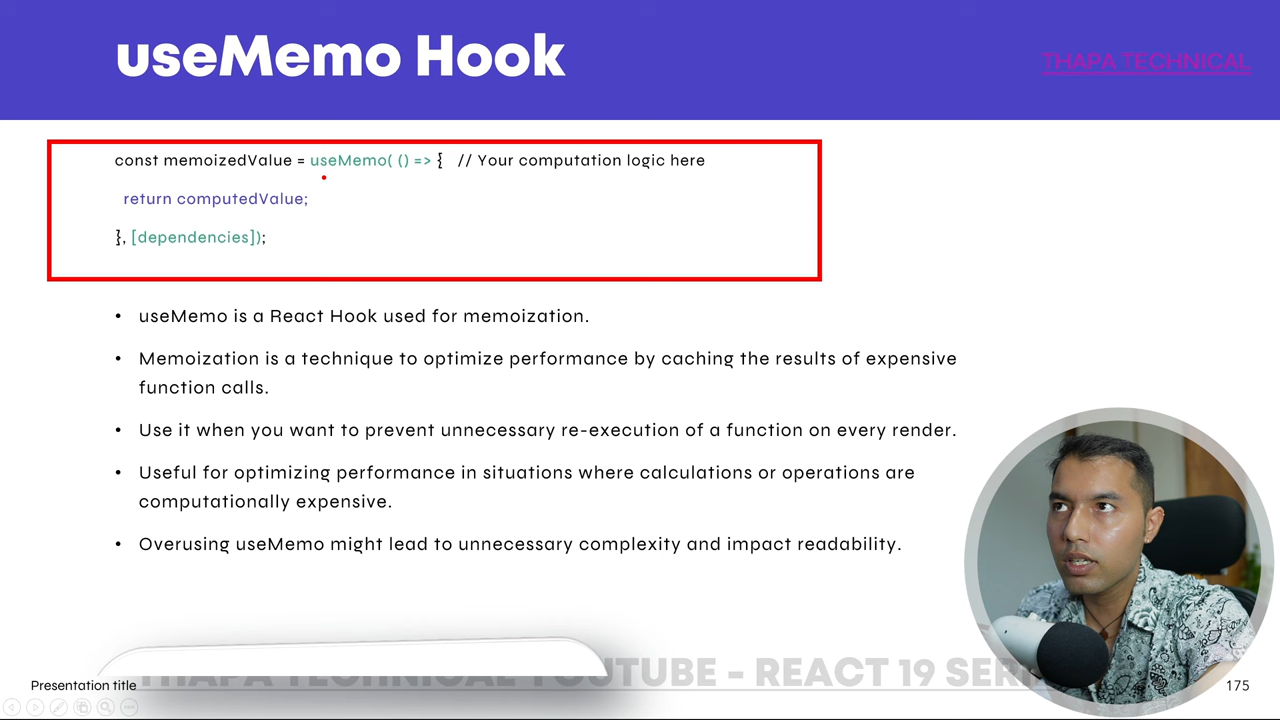 useMemo Hook
THAPA TECHNICAL
const memoizedValue = useMemo( () => { // Your computation logic here
return computedValue;
}, [dependencies]);
• useMemo is a React Hook used for memoization.
• Memoization is a technique to optimize performance by caching the results of expensive
function calls.
• Use it when you want to prevent unnecessary re-execution of a function on every render.
• Useful for optimizing performance in situations where calculations or operations are
computationally expensive.
• Overusing useMemo might lead to unnecessary complexity and impact readability.
THAPA TECHNICAL YOUTUBE - REACT 19 SERI
Presentation title
175